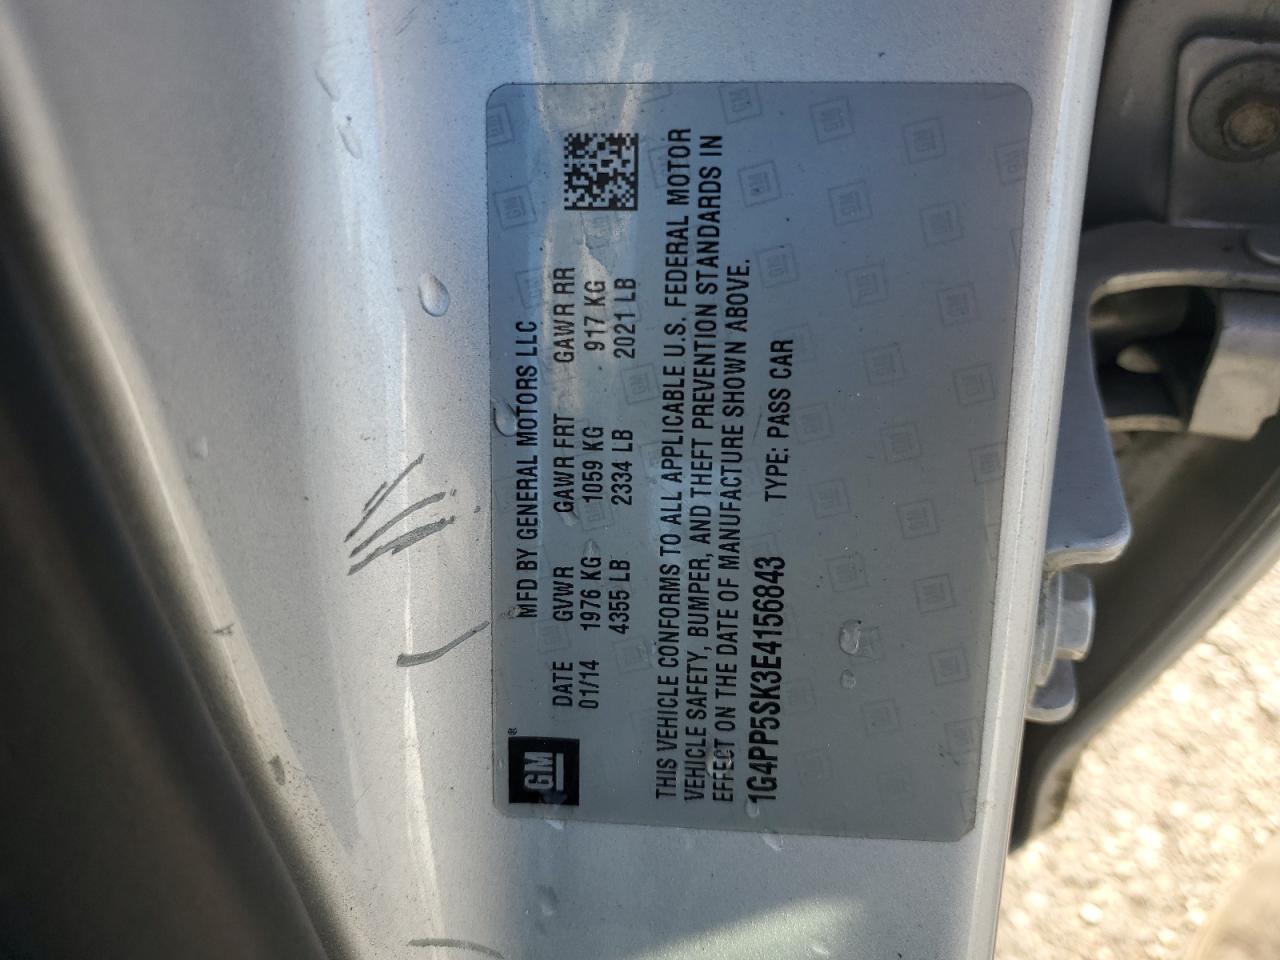 GM®
MFD BY GENERAL MOTORS LLC
DATE GVWR GAWR FRT GAWR RR
01/14 1976 KG 1059 KG 917 KG
4355 LB 2334 LB 2021 LB
THIS VEHICLE CONFORMS TO ALL APPLICABLE U.S. FEDERAL MOTOR
VEHICLE SAFETY, BUMPER, AND THEFT PREVENTION STANDARDS IN
EFFECT ON THE DATE OF MANUFACTURE SHOWN ABOVE.
1G4PP5SK3E4156843 TYPE: PASS CAR